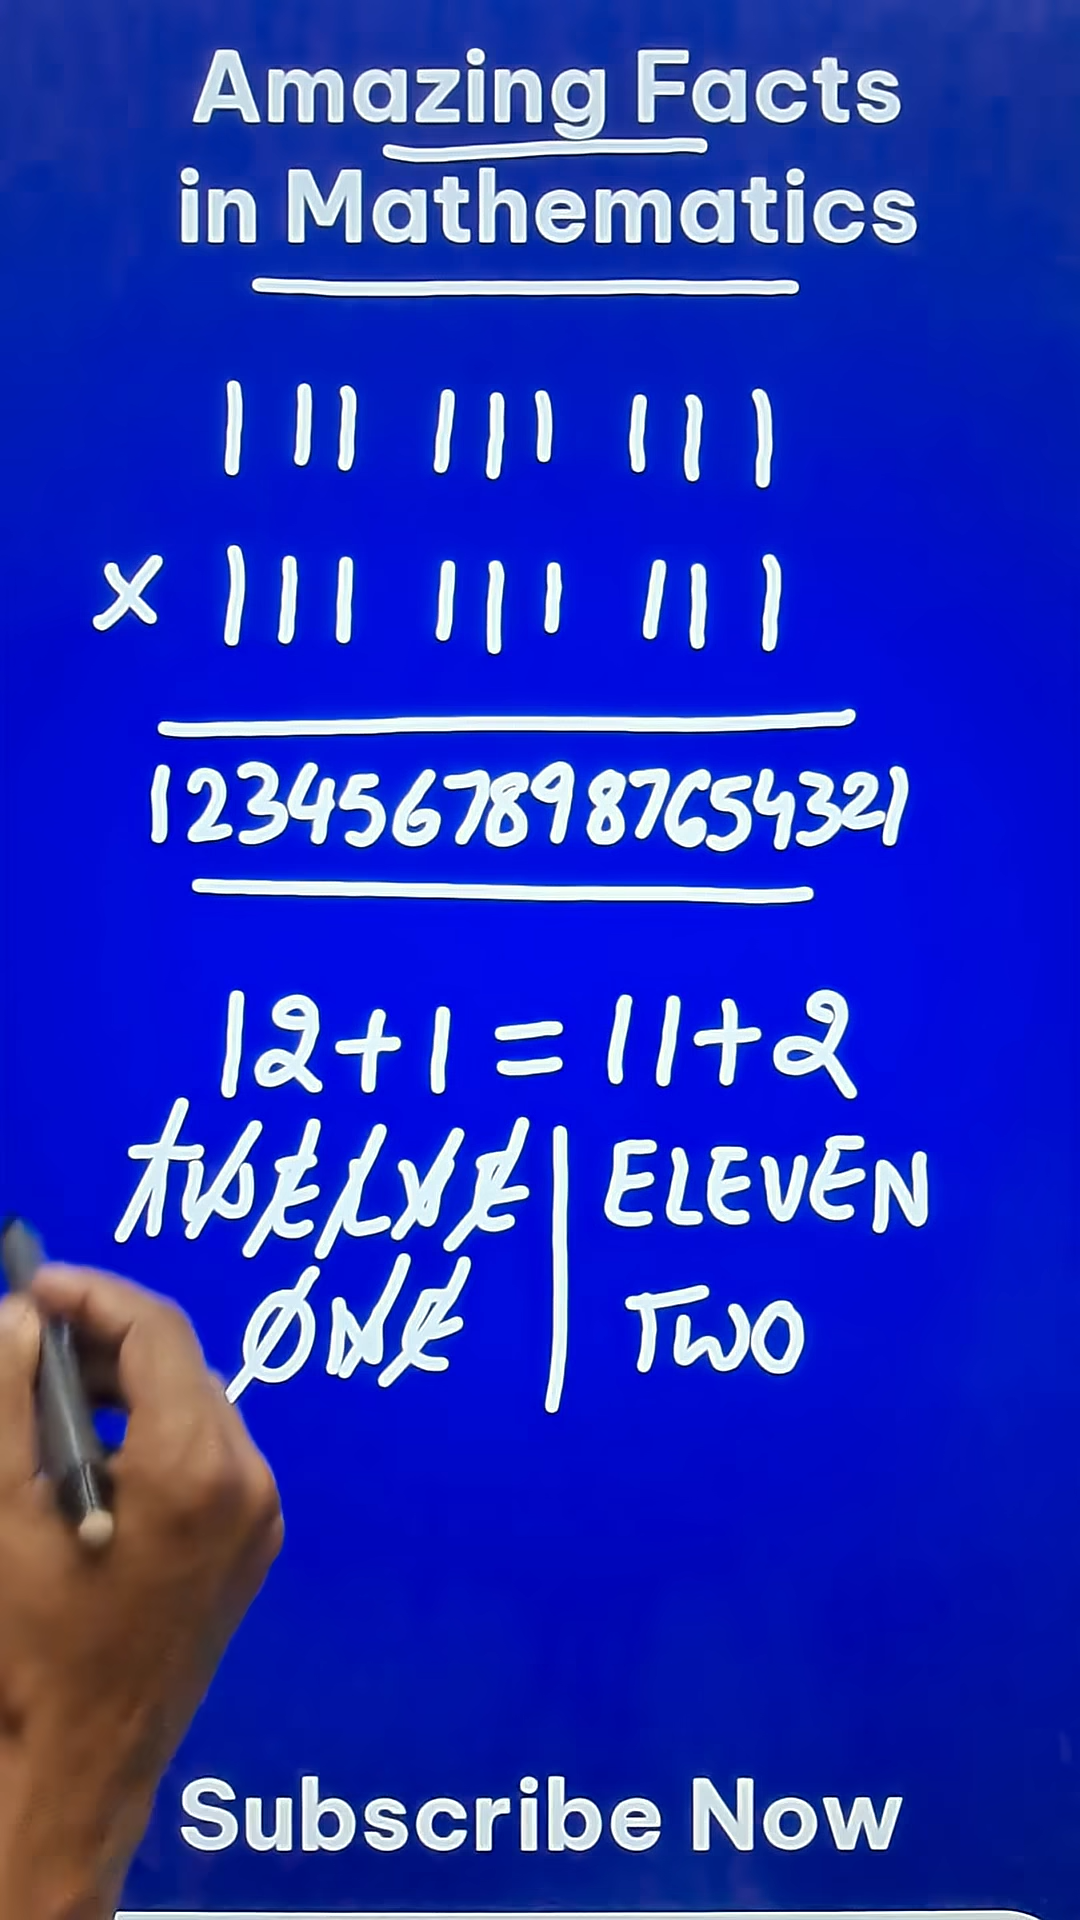 Amazing Facts
in Mathematics
111 111 111
x 111 111 111
12345678987654321
12+1=11+2
TWELVE | ELEVEN
ONE | TWO
Subscribe Now